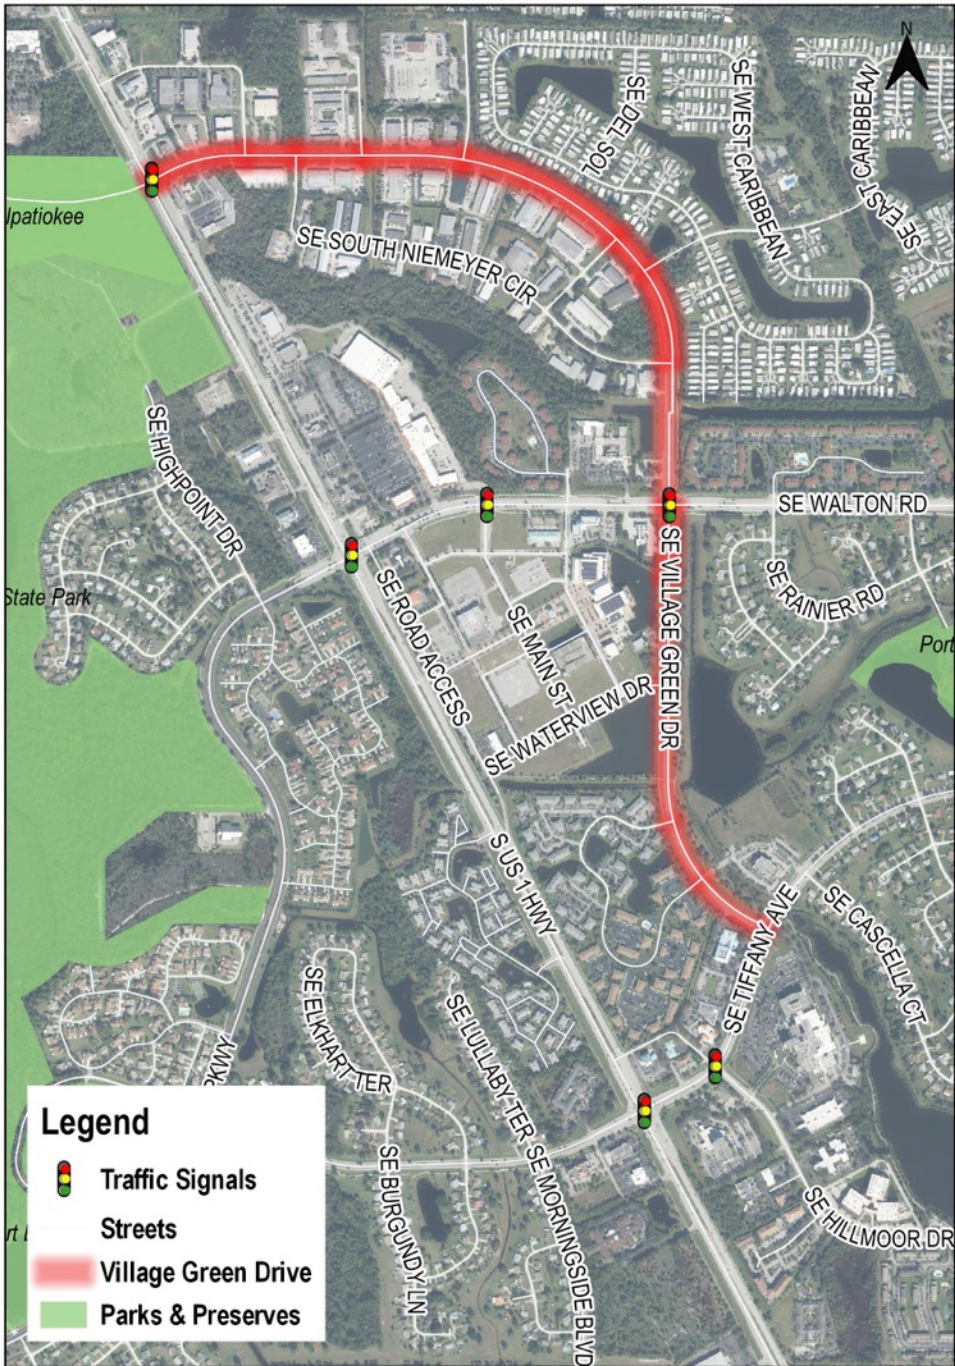 N
SE DEL SOL
SE WEST CARIBBEAN
SE EAST CARIBBEAN
lpatiokee
SE SOUTH NIEMEYER CIR
SE HIGHPOINT DR
SE WALTON RD
State Park
SE ROAD ACCESS
SE MAIN ST
SE VILLAGE GREEN DR
SE RAINIER RD
Port
SE WATERVIEW DR
S US 1 HWY
SE TIFFANY AVE
SE CASCELLA CT
SE ELKHART TER
SE LULLABY TER
SE MORNINGSIDE BLVD
PKWY
SE BURGUNDY LN
SE HILLMOOR DR
Legend
Traffic Signals
Streets
Village Green Drive
Parks & Preserves